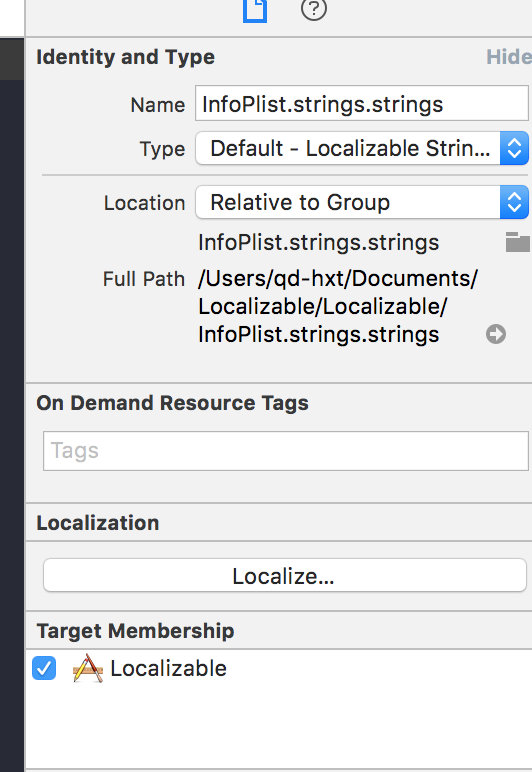 ?
Identity and Type Hide
Name InfoPlist.strings.strings
Type Default - Localizable Strin...
Location Relative to Group
InfoPlist.strings.strings
Full Path /Users/qd-hxt/Documents/
Localizable/Localizable/
InfoPlist.strings.strings
On Demand Resource Tags
Tags
Localization
Localize...
Target Membership
Localizable